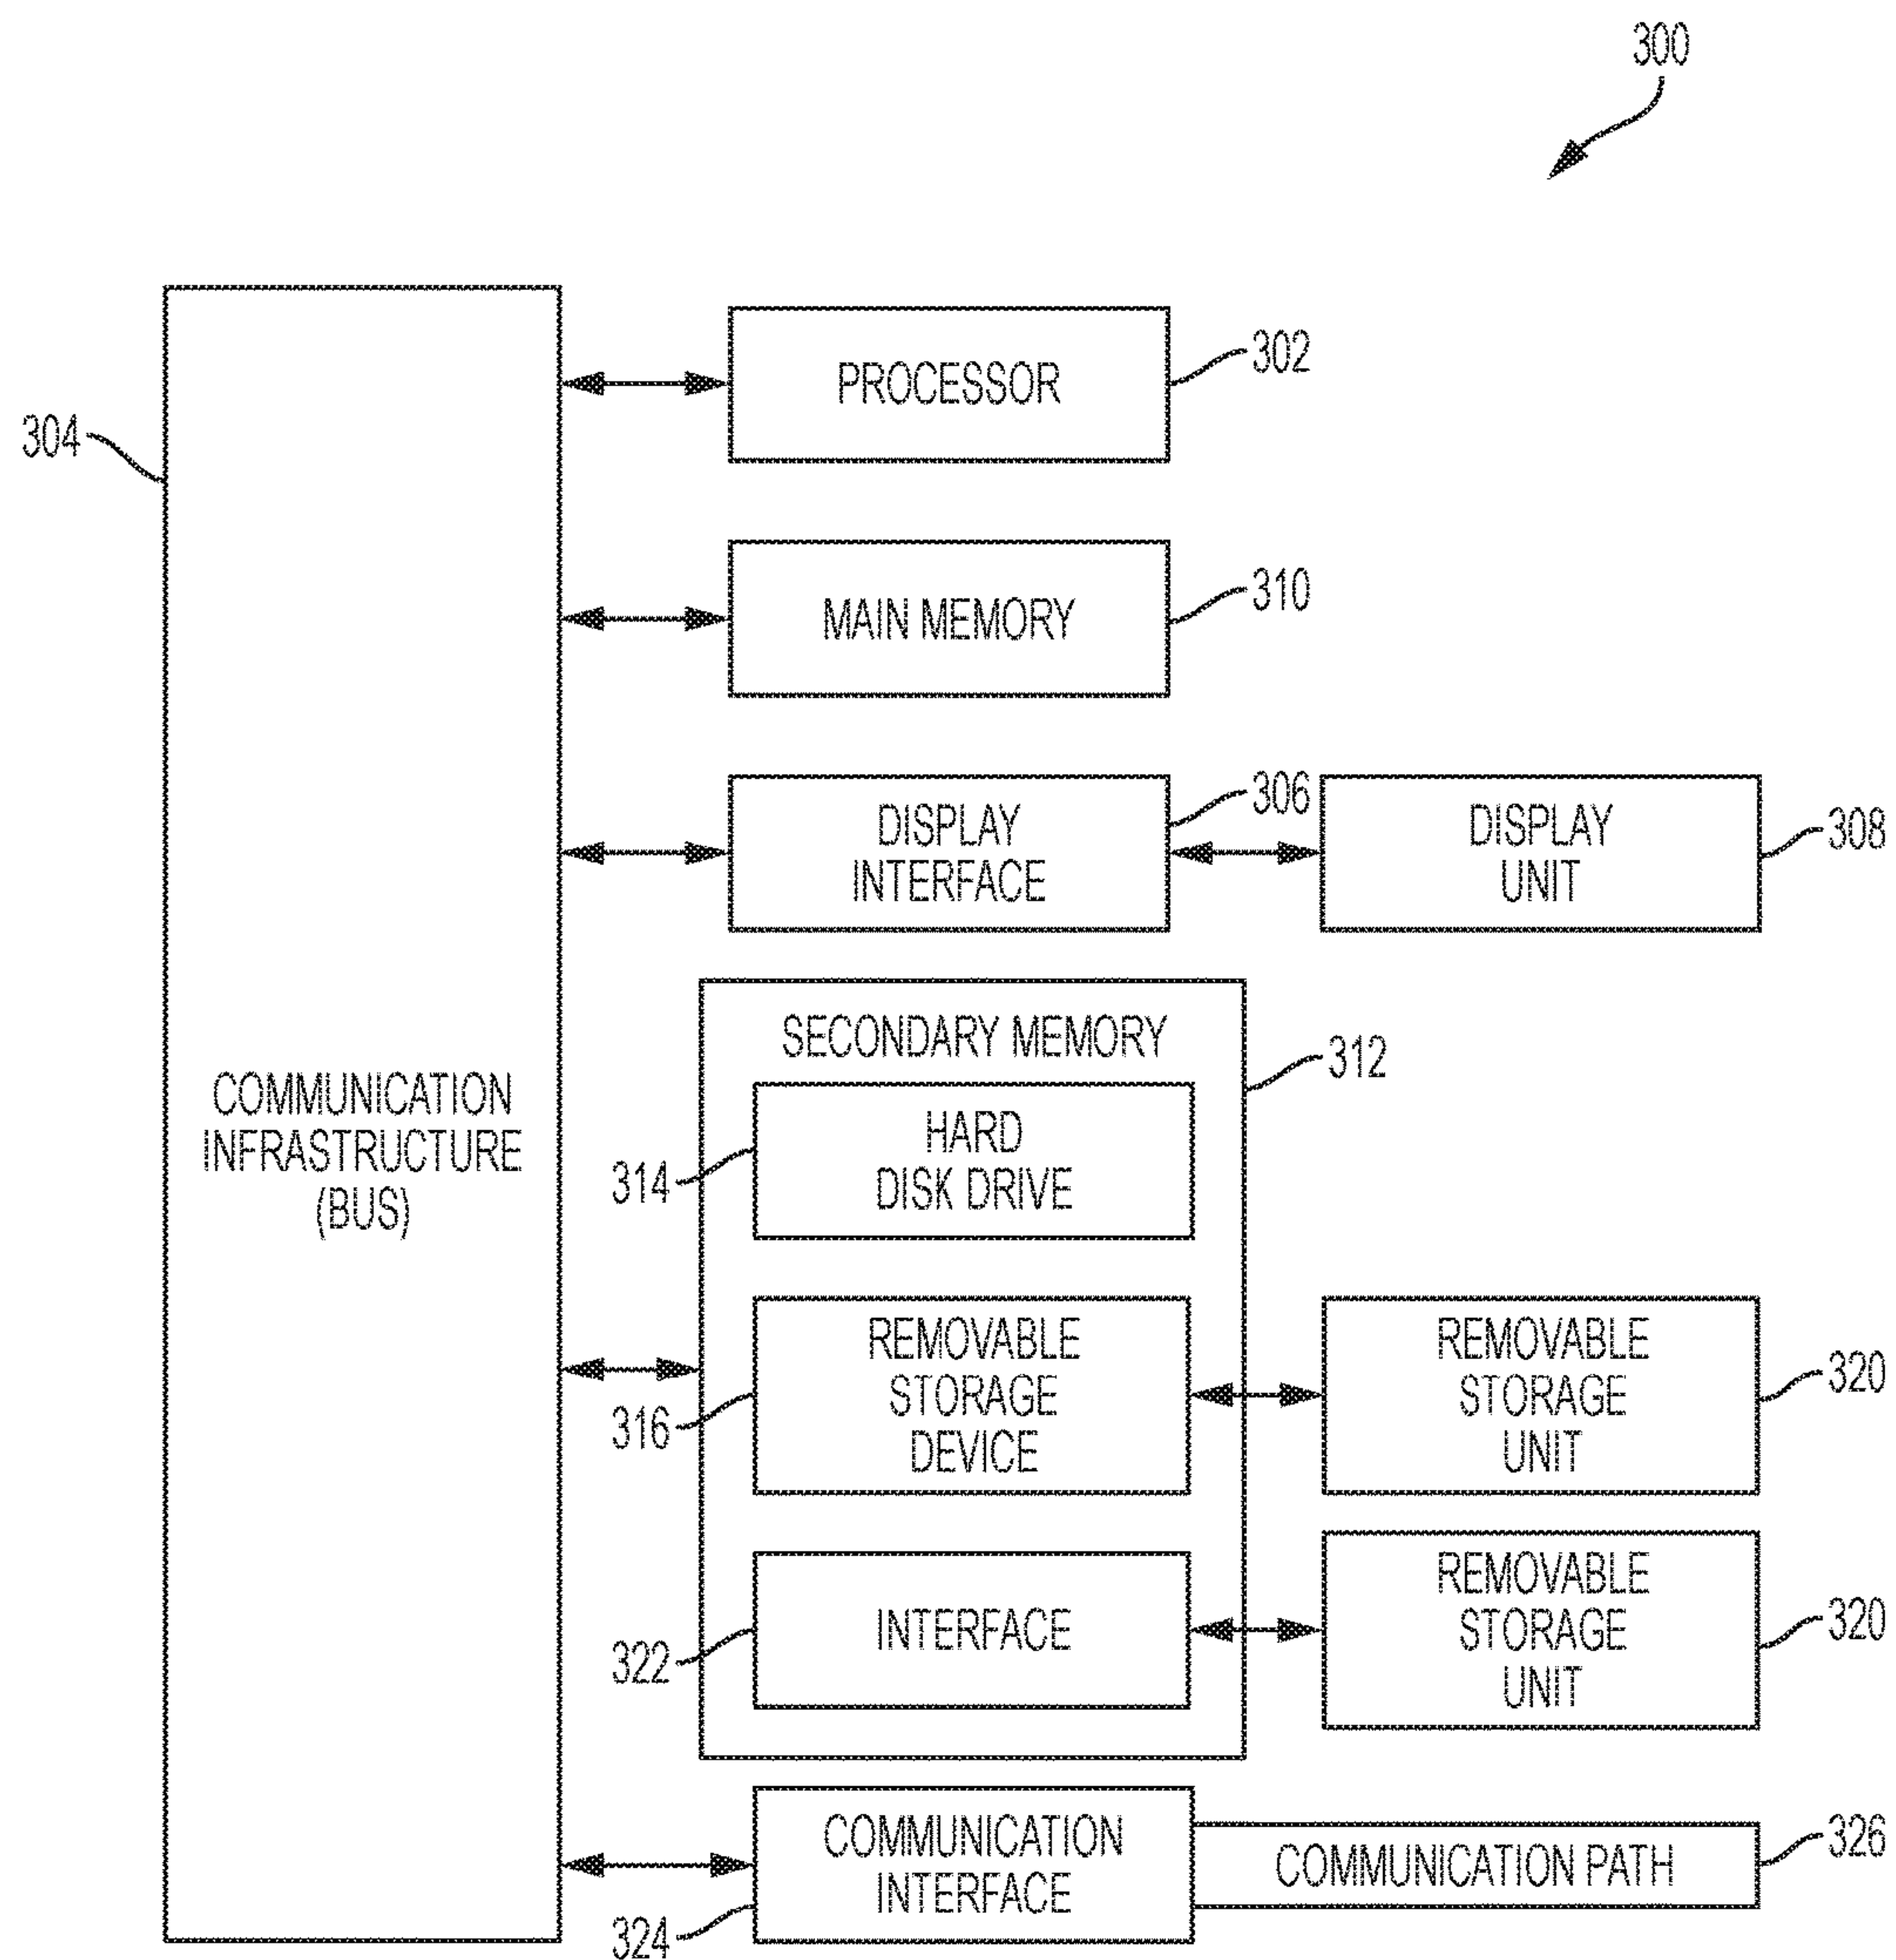 300
PROCESSOR
302
304
MAIN MEMORY
310
DISPLAY
INTERFACE
306
DISPLAY
UNIT
308
COMMUNICATION
INFRASTRUCTURE
(BUS)
SECONDARY MEMORY
312
HARD
DISK DRIVE
314
REMOVABLE
STORAGE
DEVICE
316
REMOVABLE
STORAGE
UNIT
320
INTERFACE
322
REMOVABLE
STORAGE
UNIT
320
COMMUNICATION
INTERFACE
324
COMMUNICATION PATH
326